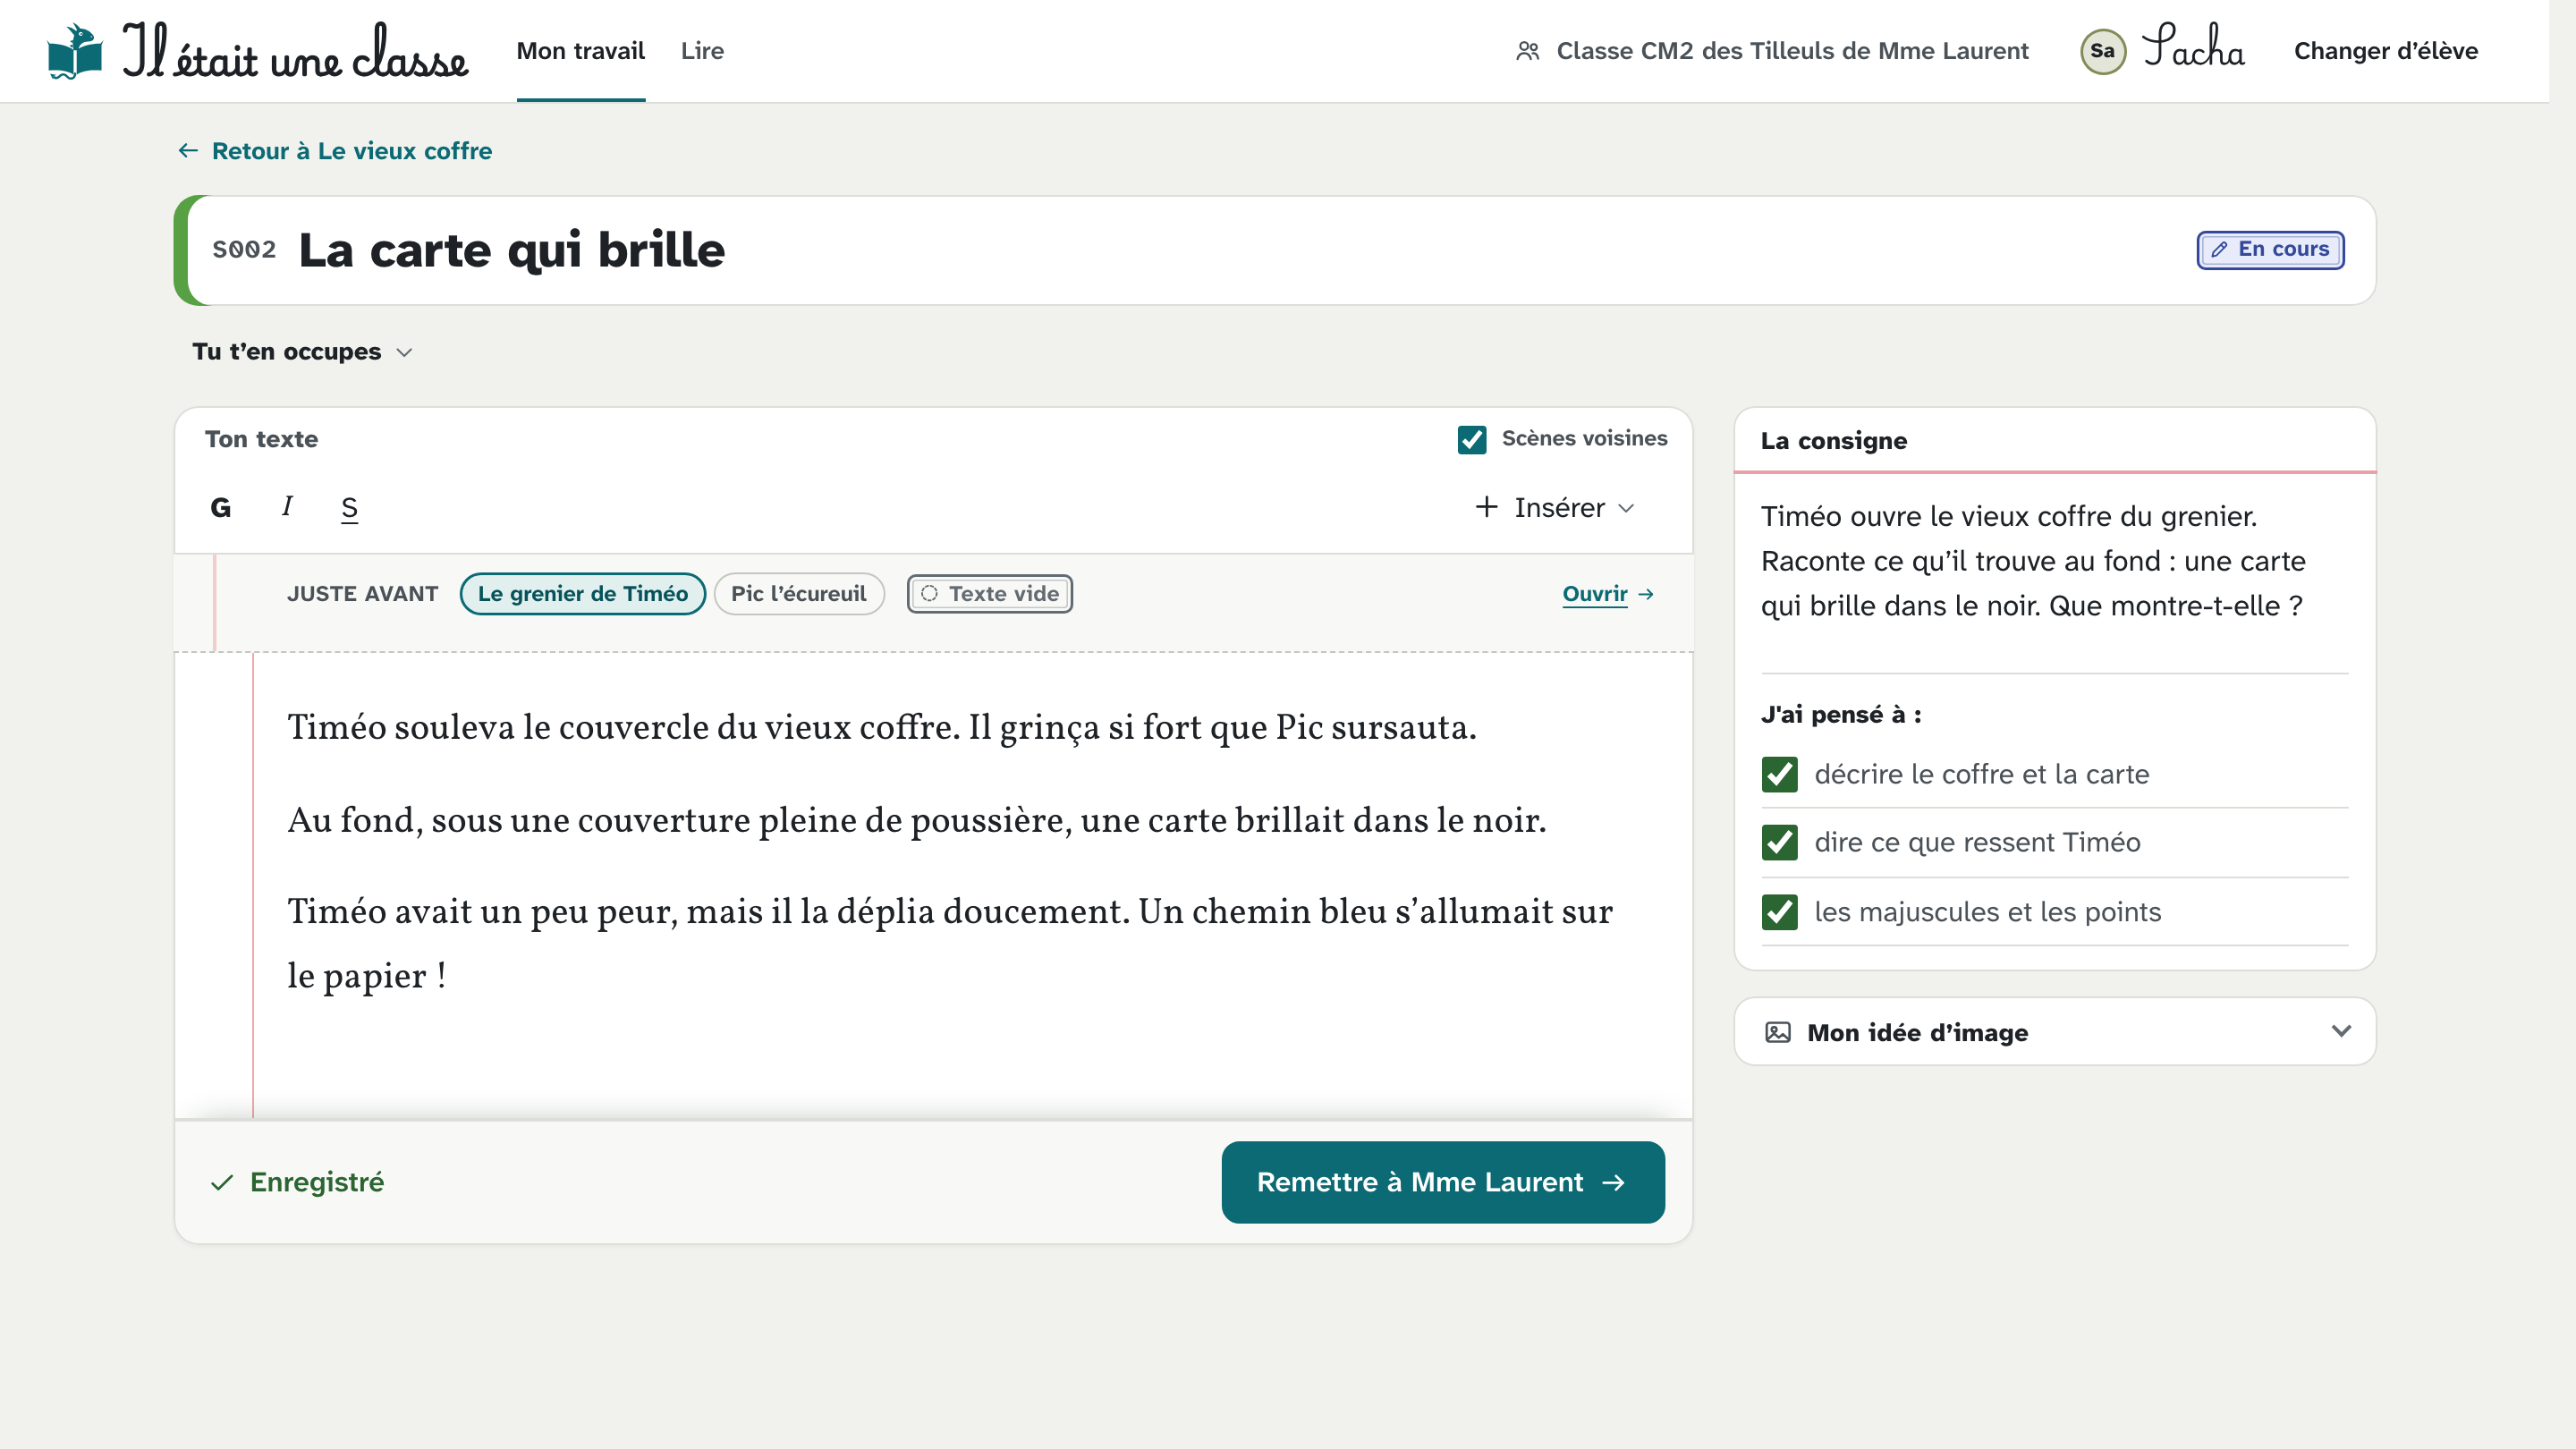 Il était une classe
Mon travail
Lire
Classe CM2 des Tilleuls de Mme Laurent
Sa
Sacha
Changer d’élève
← Retour à Le vieux coffre
S002 La carte qui brille
En cours
Tu t’en occupes
Ton texte
Scènes voisines
G I S
+ Insérer
JUSTE AVANT Le grenier de Timéo Pic l’écureuil Texte vide
Ouvrir →
Timéo souleva le couvercle du vieux coffre. Il grinça si fort que Pic sursauta.
Au fond, sous une couverture pleine de poussière, une carte brillait dans le noir.
Timéo avait un peu peur, mais il la déplia doucement. Un chemin bleu s’allumait sur
le papier !
Enregistré
Remettre à Mme Laurent →
La consigne
Timéo ouvre le vieux coffre du grenier.
Raconte ce qu’il trouve au fond : une carte
qui brille dans le noir. Que montre-t-elle ?
J'ai pensé à :
décrire le coffre et la carte
dire ce que ressent Timéo
les majuscules et les points
Mon idée d’image